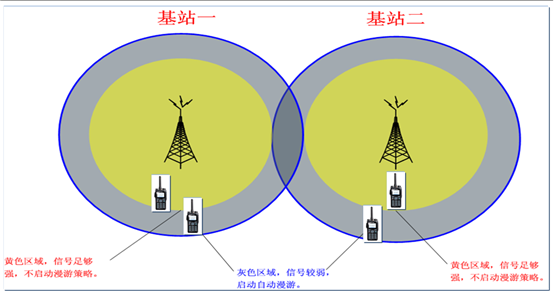 基站一
基站二
黄色区域，信号足够
强，不启动漫游策略。
灰色区域，信号较弱，
启动自动漫游。
黄色区域，信号足够
强，不启动漫游策略。